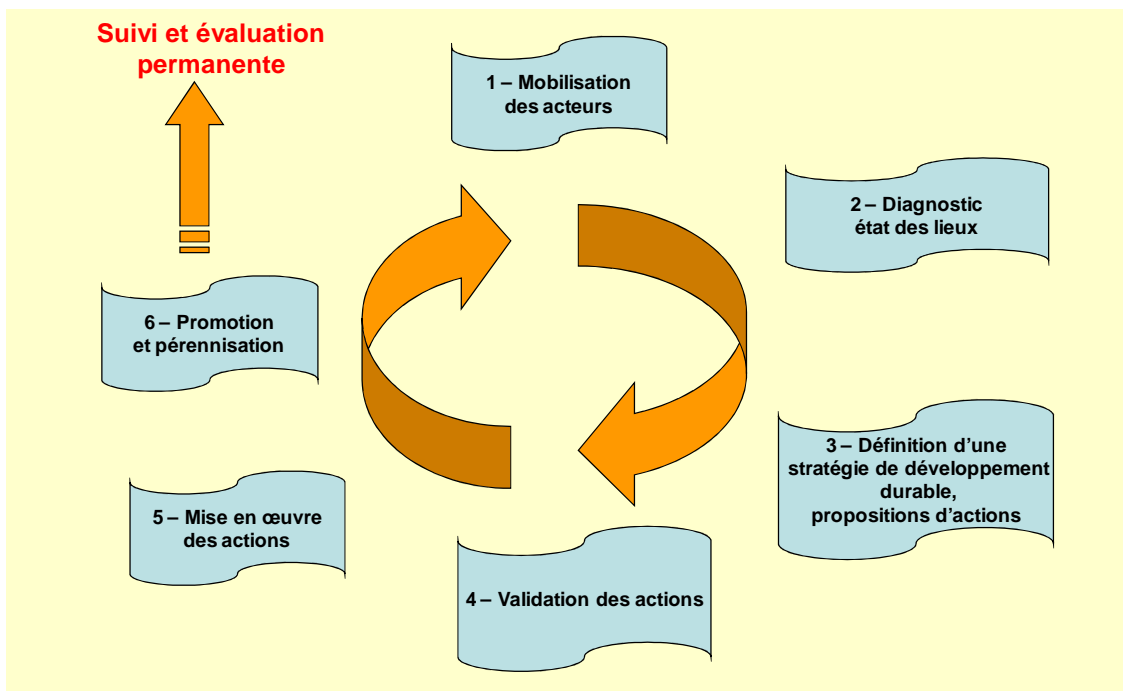 Suivi et évaluation
permanente
1 – Mobilisation
des acteurs
2 – Diagnostic
état des lieux
3 – Définition d’une
stratégie de développement
durable,
propositions d’actions
4 – Validation des actions
5 – Mise en œuvre
des actions
6 – Promotion
et pérennisation